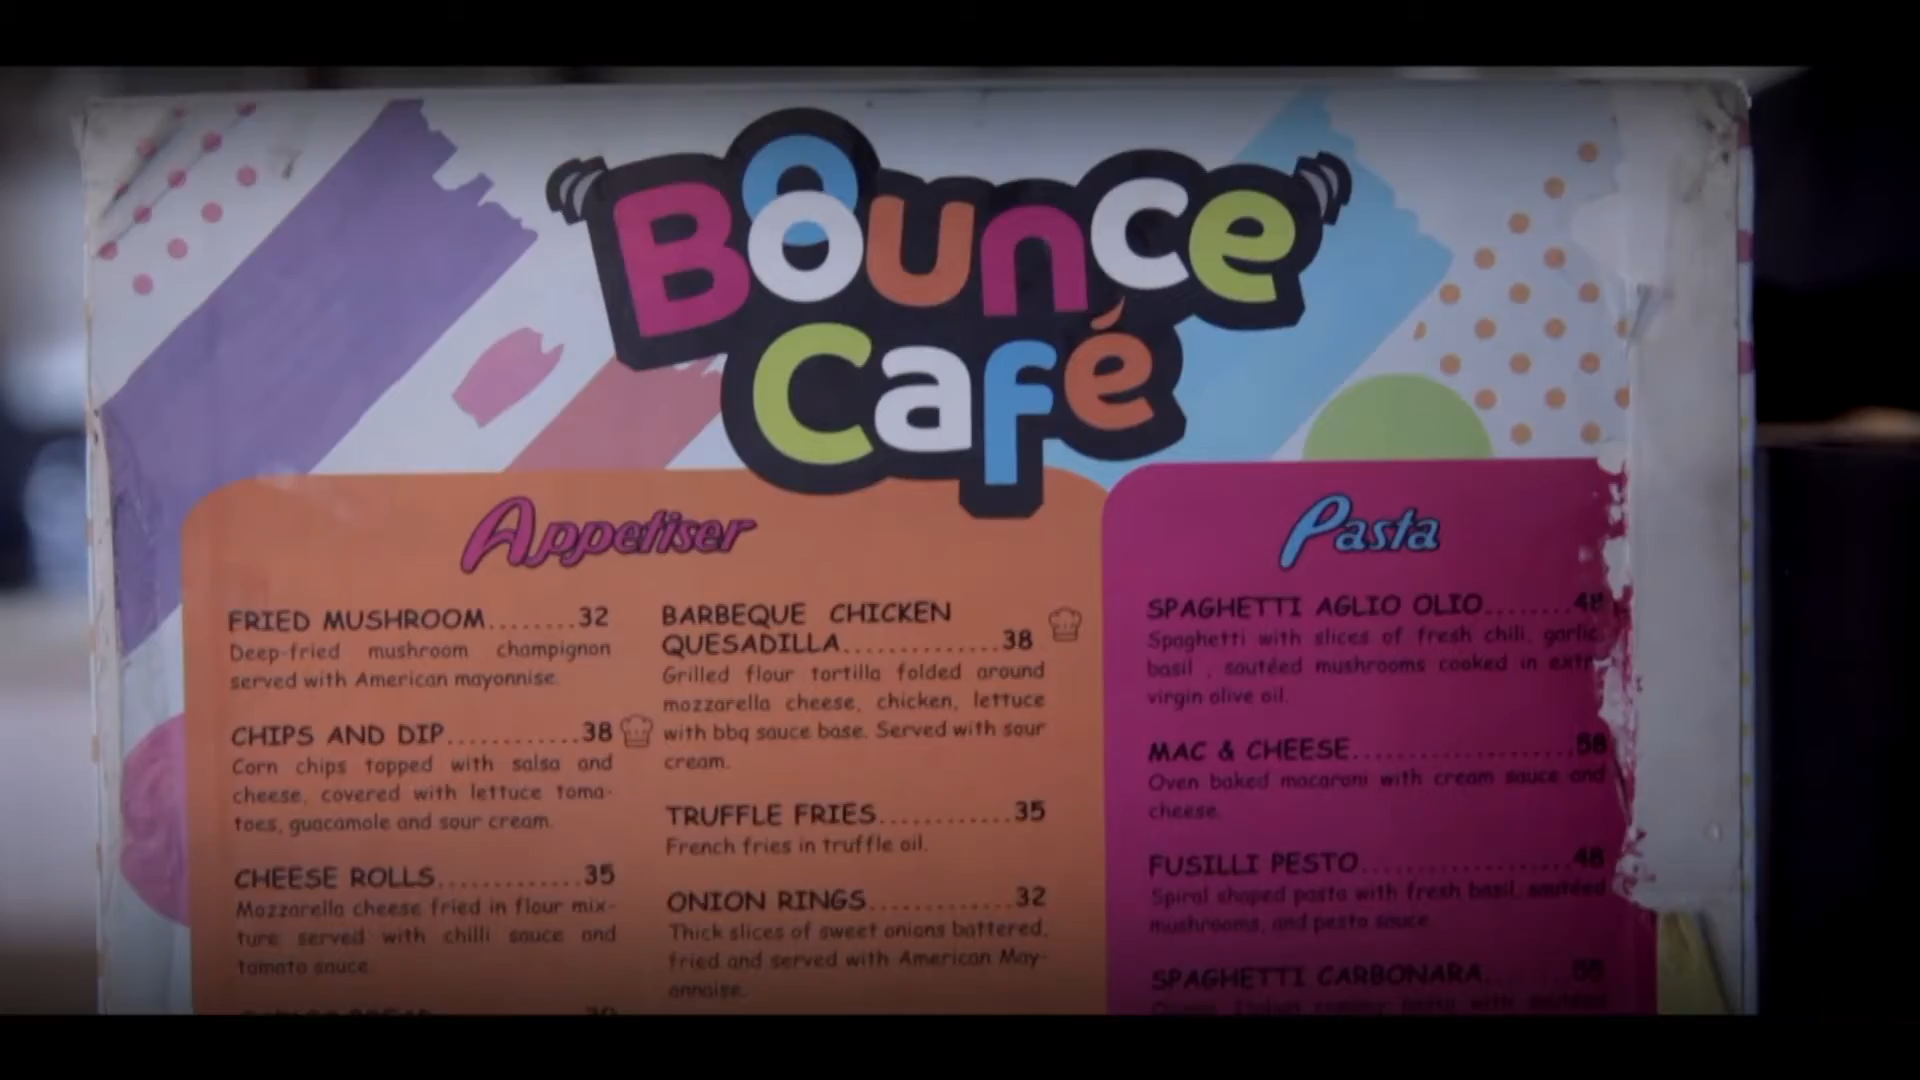 Bounce
Café
Appetiser
FRIED MUSHROOM........32
Deep-fried mushroom champignon
served with American mayonnise.
CHIPS AND DIP............38
Corn chips topped with salsa and
cheese, covered with lettuce toma-
toes, guacamole and sour cream.
CHEESE ROLLS.............35
Mozzarella cheese fried in flour mix-
ture served with chilli sauce and
tomato sauce.
BARBEQUE CHICKEN
QUESADILLA..............38
Grilled flour tortilla folded around
mozzarella cheese, chicken, lettuce
with bbq sauce base. Served with sour
cream.
TRUFFLE FRIES............35
French fries in truffle oil.
ONION RINGS.............32
Thick slices of sweet onions battered,
fried and served with American May-
onnaise.
Pasta
SPAGHETTI AGLIO OLIO........48
Spaghetti with slices of fresh chili, garlic,
basil , sautéed mushrooms cooked in extra
virgin olive oil.
MAC & CHEESE....................58
Oven baked macaroni with cream sauce and
cheese.
FUSILLI PESTO...................48
Spiral shaped pasta with fresh basil, sautéed
mushrooms, and pesto sauce.
SPAGHETTI CARBONARA